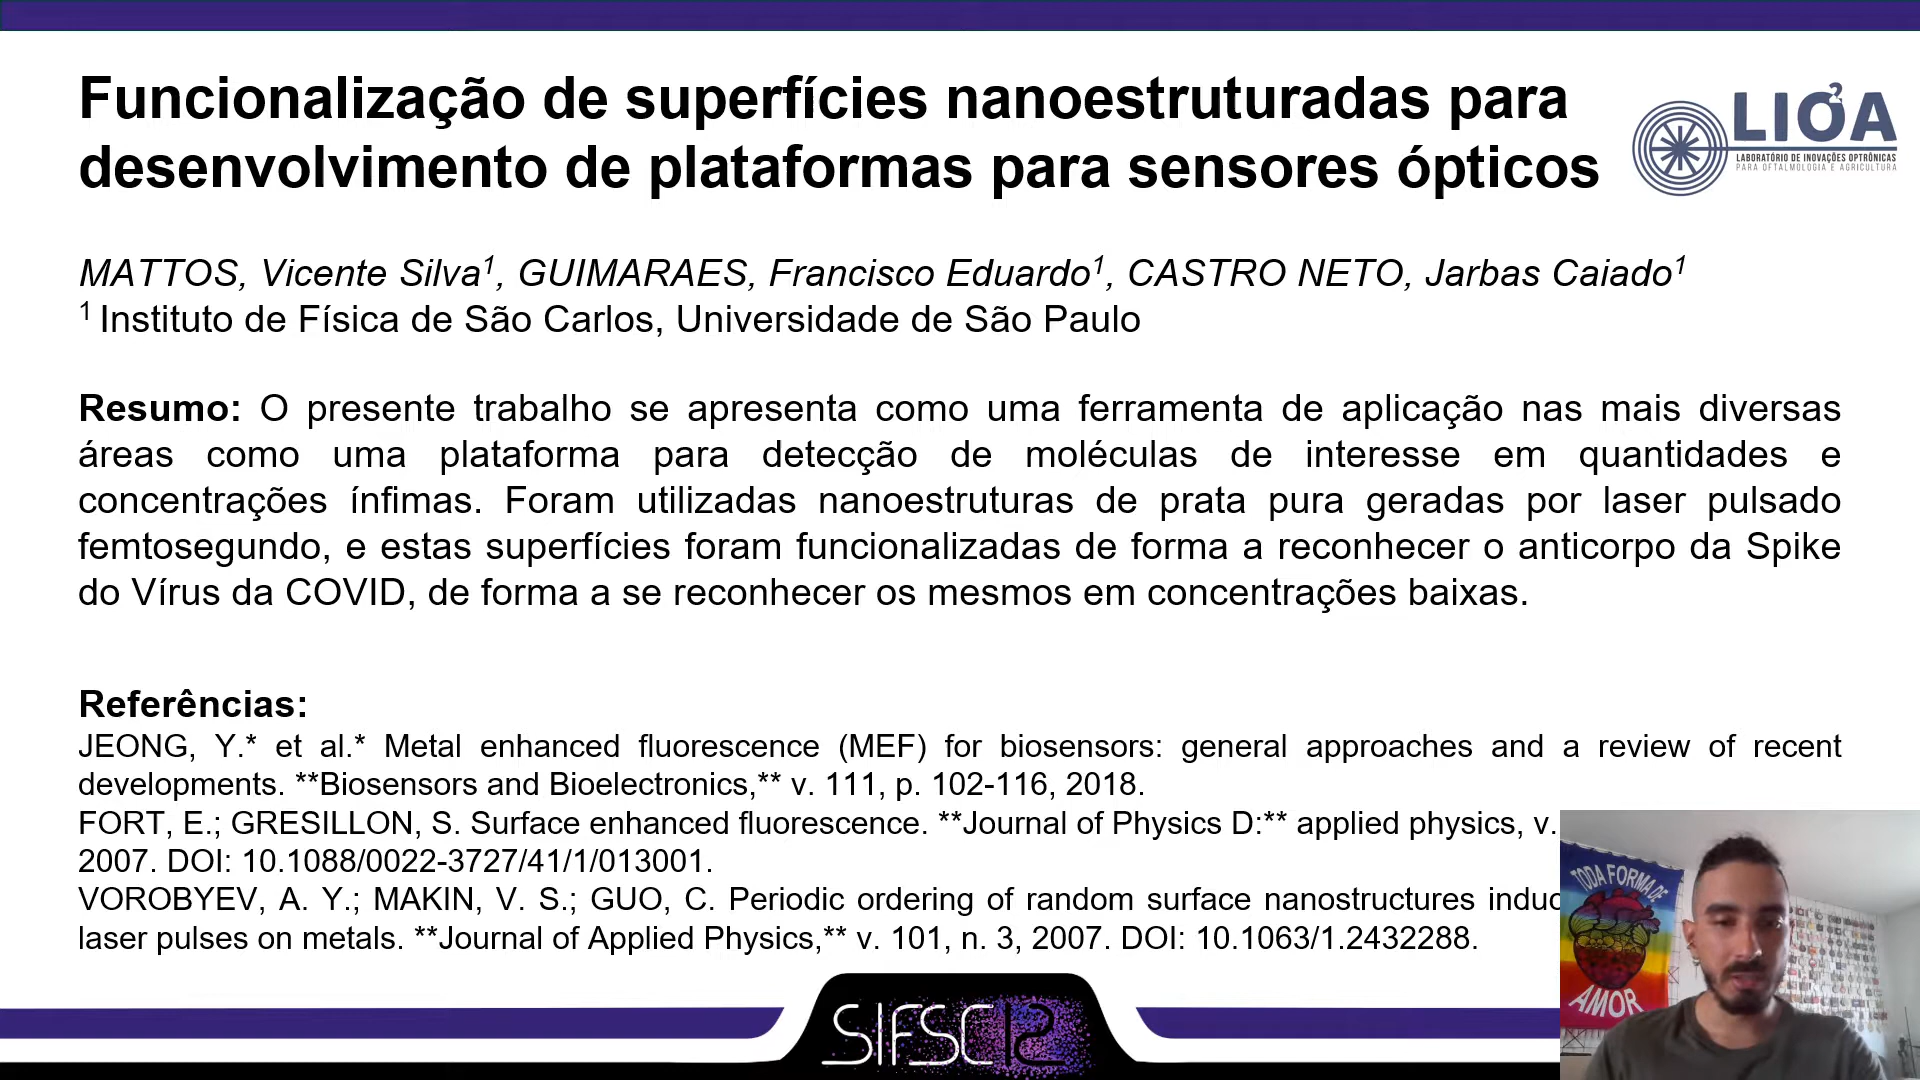 Funcionalização de superfícies nanoestruturadas para
desenvolvimento de plataformas para sensores ópticos
LIO2A
LABORATÓRIO DE INOVAÇÕES OPTRÔNICAS
PARA OFTALMOLOGIA E AGRICULTURA
MATTOS, Vicente Silva¹, GUIMARAES, Francisco Eduardo¹, CASTRO NETO, Jarbas Caiado¹
¹ Instituto de Física de São Carlos, Universidade de São Paulo
Resumo: O presente trabalho se apresenta como uma ferramenta de aplicação nas mais diversas
áreas como uma plataforma para detecção de moléculas de interesse em quantidades e
concentrações ínfimas. Foram utilizadas nanoestruturas de prata pura geradas por laser pulsado
femtosegundo, e estas superfícies foram funcionalizadas de forma a reconhecer o anticorpo da Spike
do Vírus da COVID, de forma a se reconhecer os mesmos em concentrações baixas.
Referências:
JEONG, Y.* et al.* Metal enhanced fluorescence (MEF) for biosensors: general approaches and a review of recent
developments. **Biosensors and Bioelectronics,** v. 111, p. 102-116, 2018.
FORT, E.; GRESILLON, S. Surface enhanced fluorescence. **Journal of Physics D:** applied physics, v.
2007. DOI: 10.1088/0022-3727/41/1/013001.
VOROBYEV, A. Y.; MAKIN, V. S.; GUO, C. Periodic ordering of random surface nanostructures induc
laser pulses on metals. **Journal of Applied Physics,** v. 101, n. 3, 2007. DOI: 10.1063/1.2432288.
TODA FORMA DE
AMOR
SIFSC12